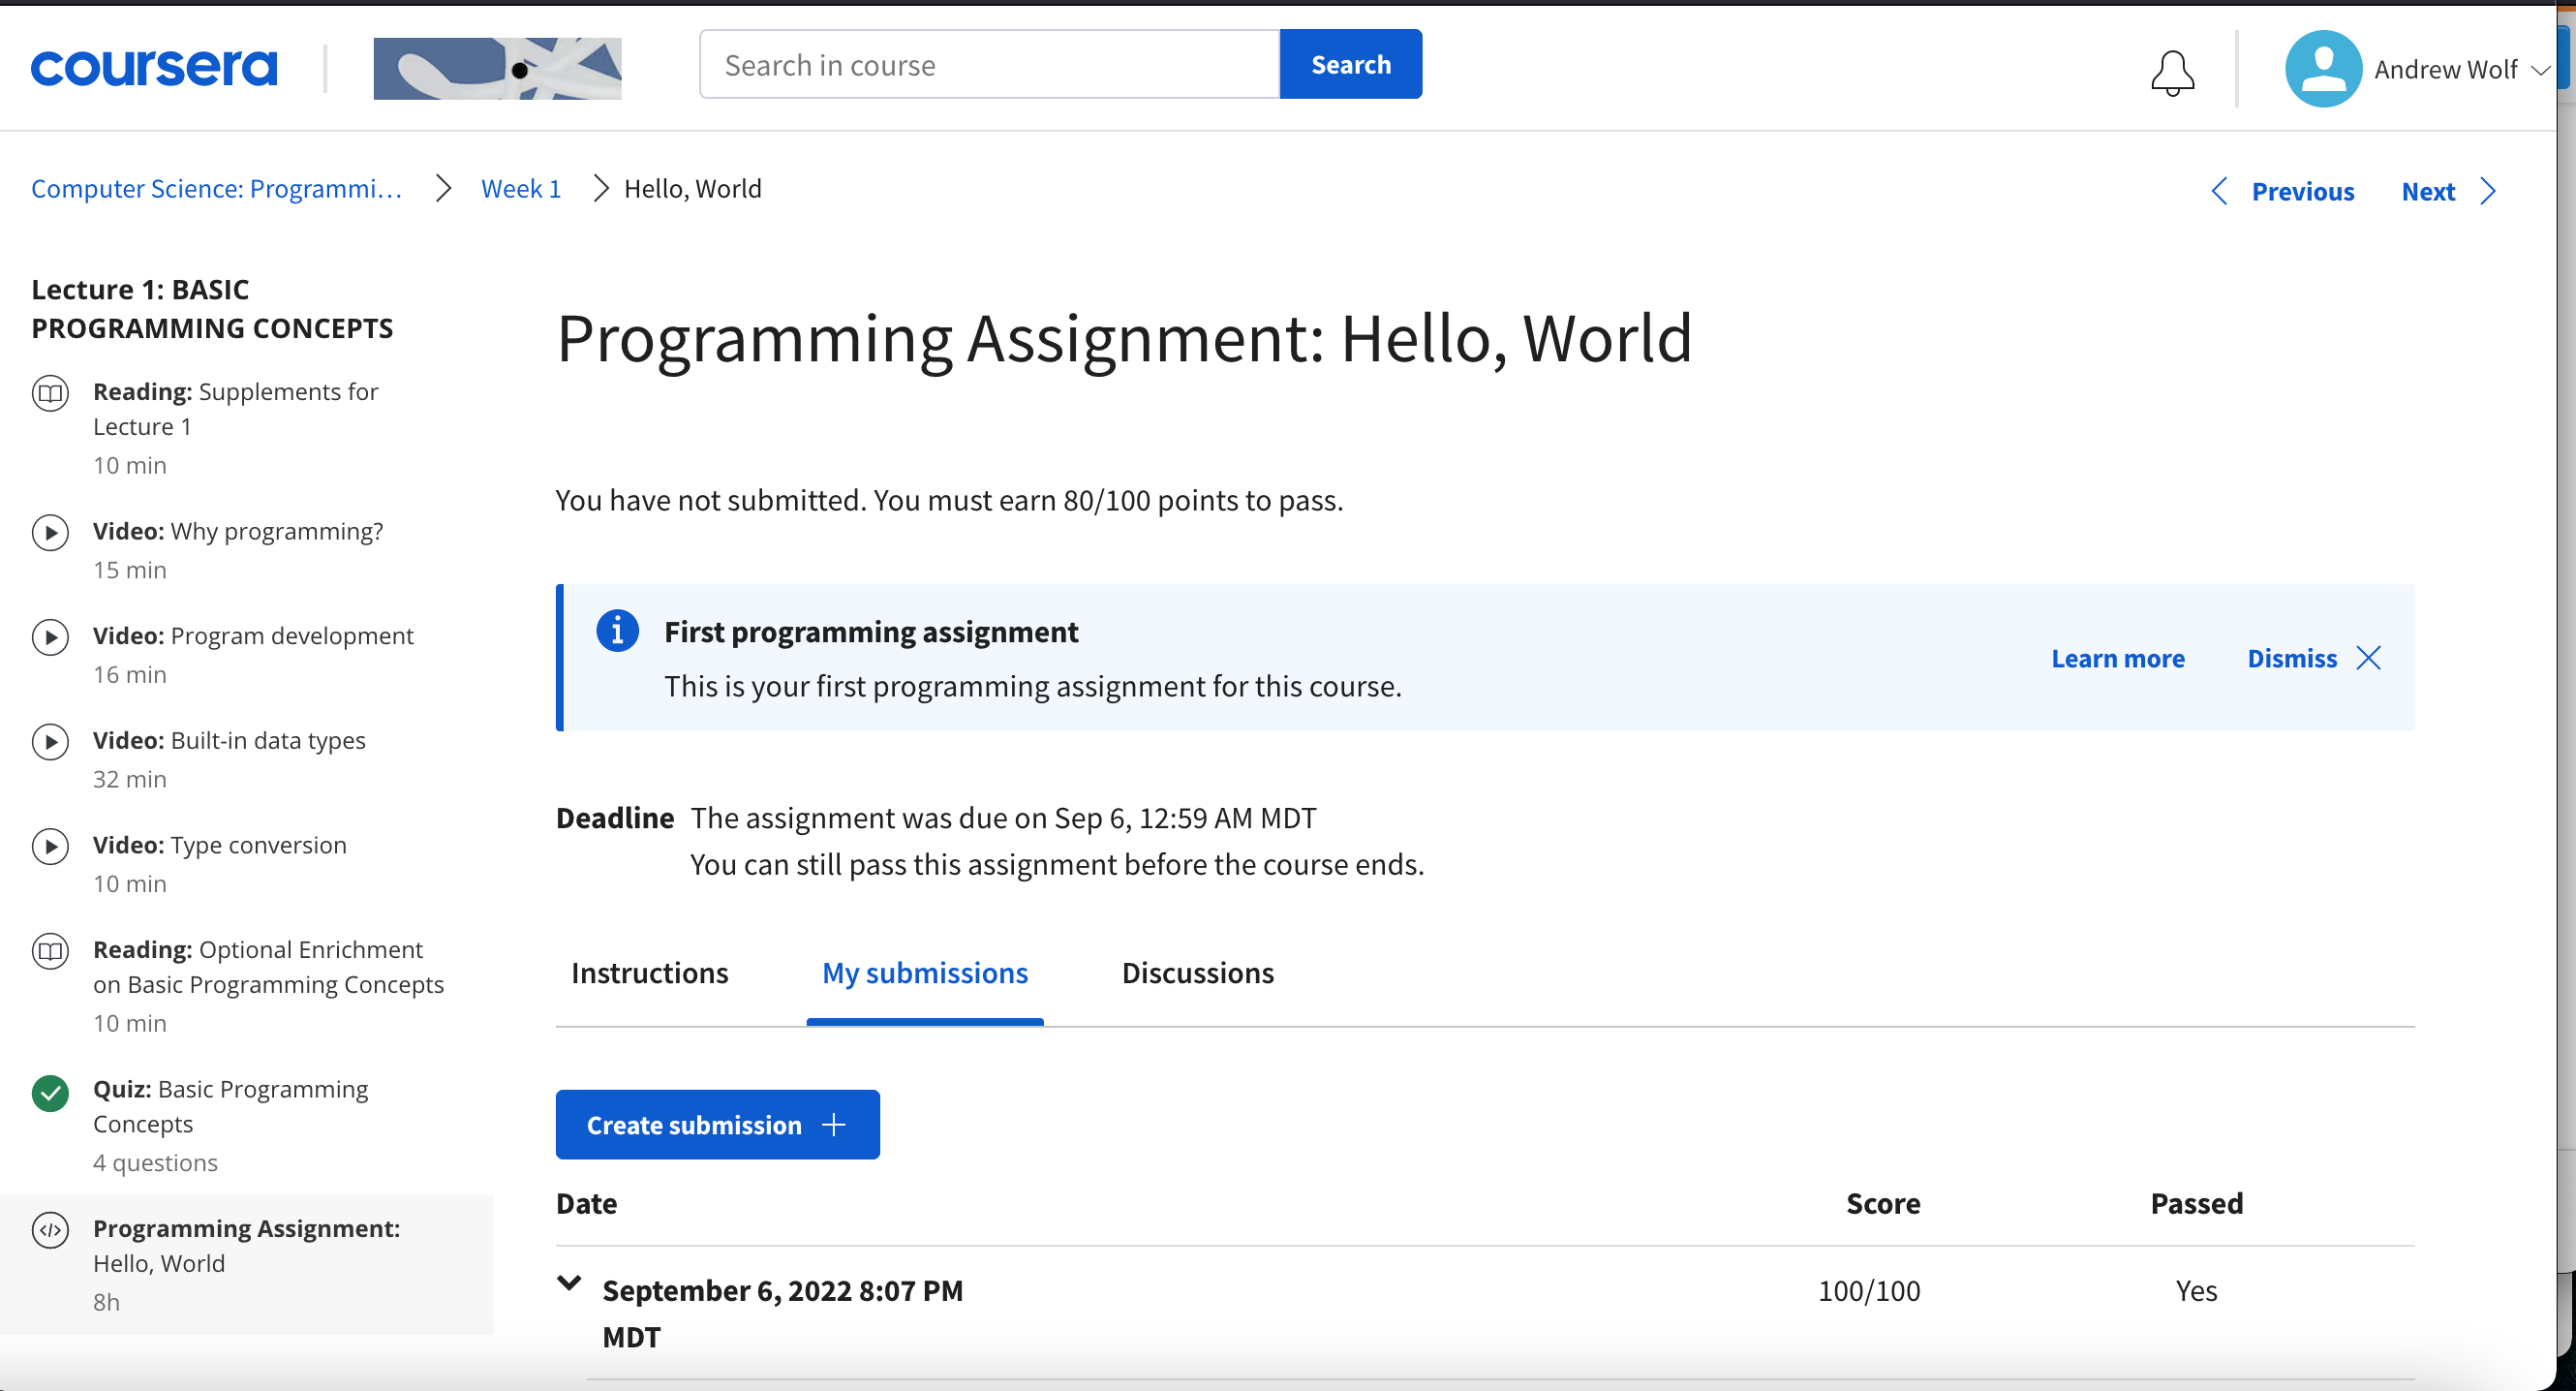 coursera
Search in course
Search
Andrew Wolf
Computer Science: Programmi...
Week 1
Hello, World
Previous
Next
Lecture 1: BASIC
PROGRAMMING CONCEPTS
Reading: Supplements for
Lecture 1
10 min
Video: Why programming?
15 min
Video: Program development
16 min
Video: Built-in data types
32 min
Video: Type conversion
10 min
Reading: Optional Enrichment
on Basic Programming Concepts
10 min
Quiz: Basic Programming
Concepts
4 questions
Programming Assignment:
Hello, World
8h
Programming Assignment: Hello, World
You have not submitted. You must earn 80/100 points to pass.
First programming assignment
This is your first programming assignment for this course.
Learn more
Dismiss
Deadline The assignment was due on Sep 6, 12:59 AM MDT
You can still pass this assignment before the course ends.
Instructions
My submissions
Discussions
Create submission
Date Score Passed
September 6, 2022 8:07 PM 100/100 Yes
MDT